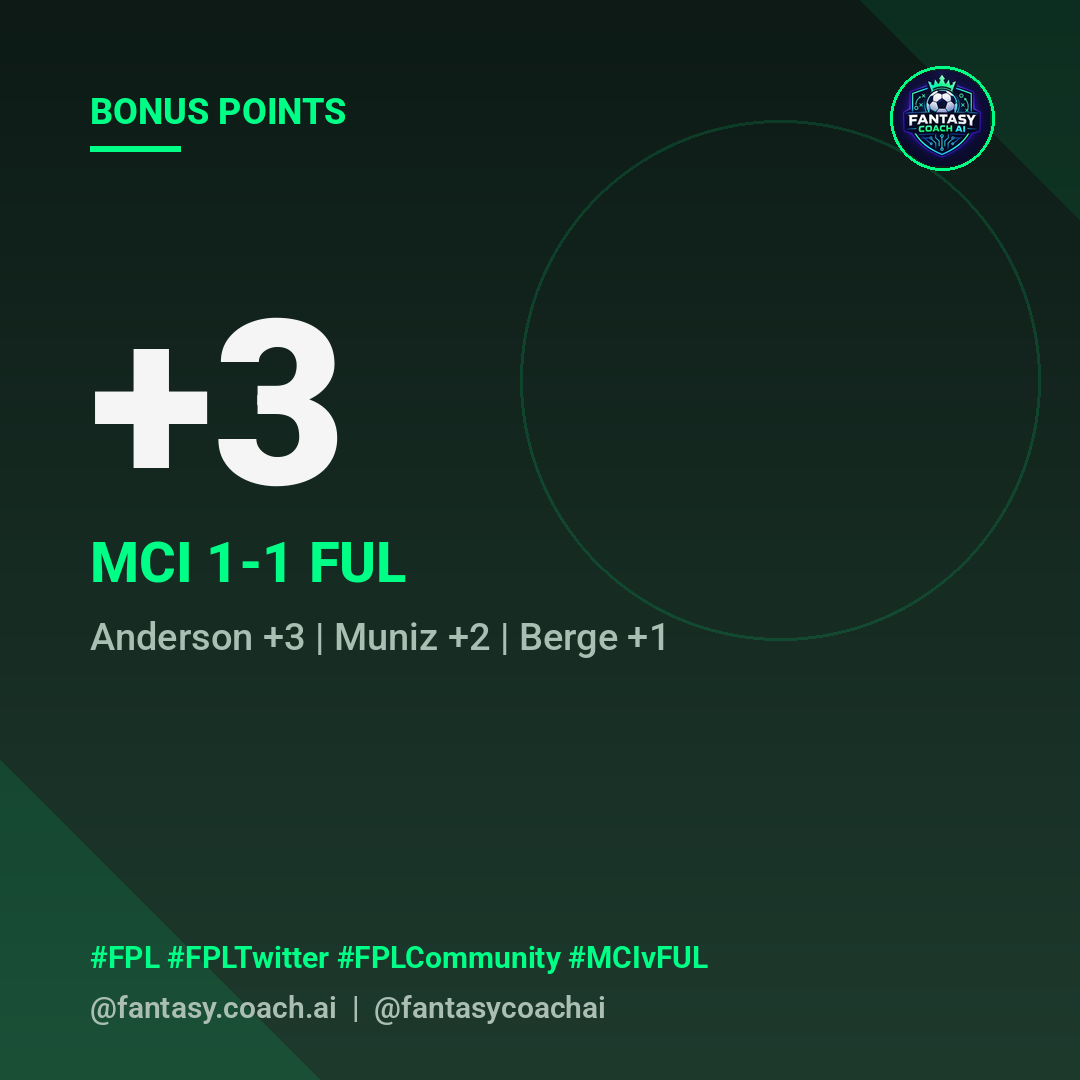 BONUS POINTS
FANTASY
COACH AI
+3
MCI 1-1 FUL
Anderson +3 | Muniz +2 | Berge +1
#FPL #FPLTwitter #FPLCommunity #MCIvFUL
@fantasy.coach.ai | @fantasycoachai